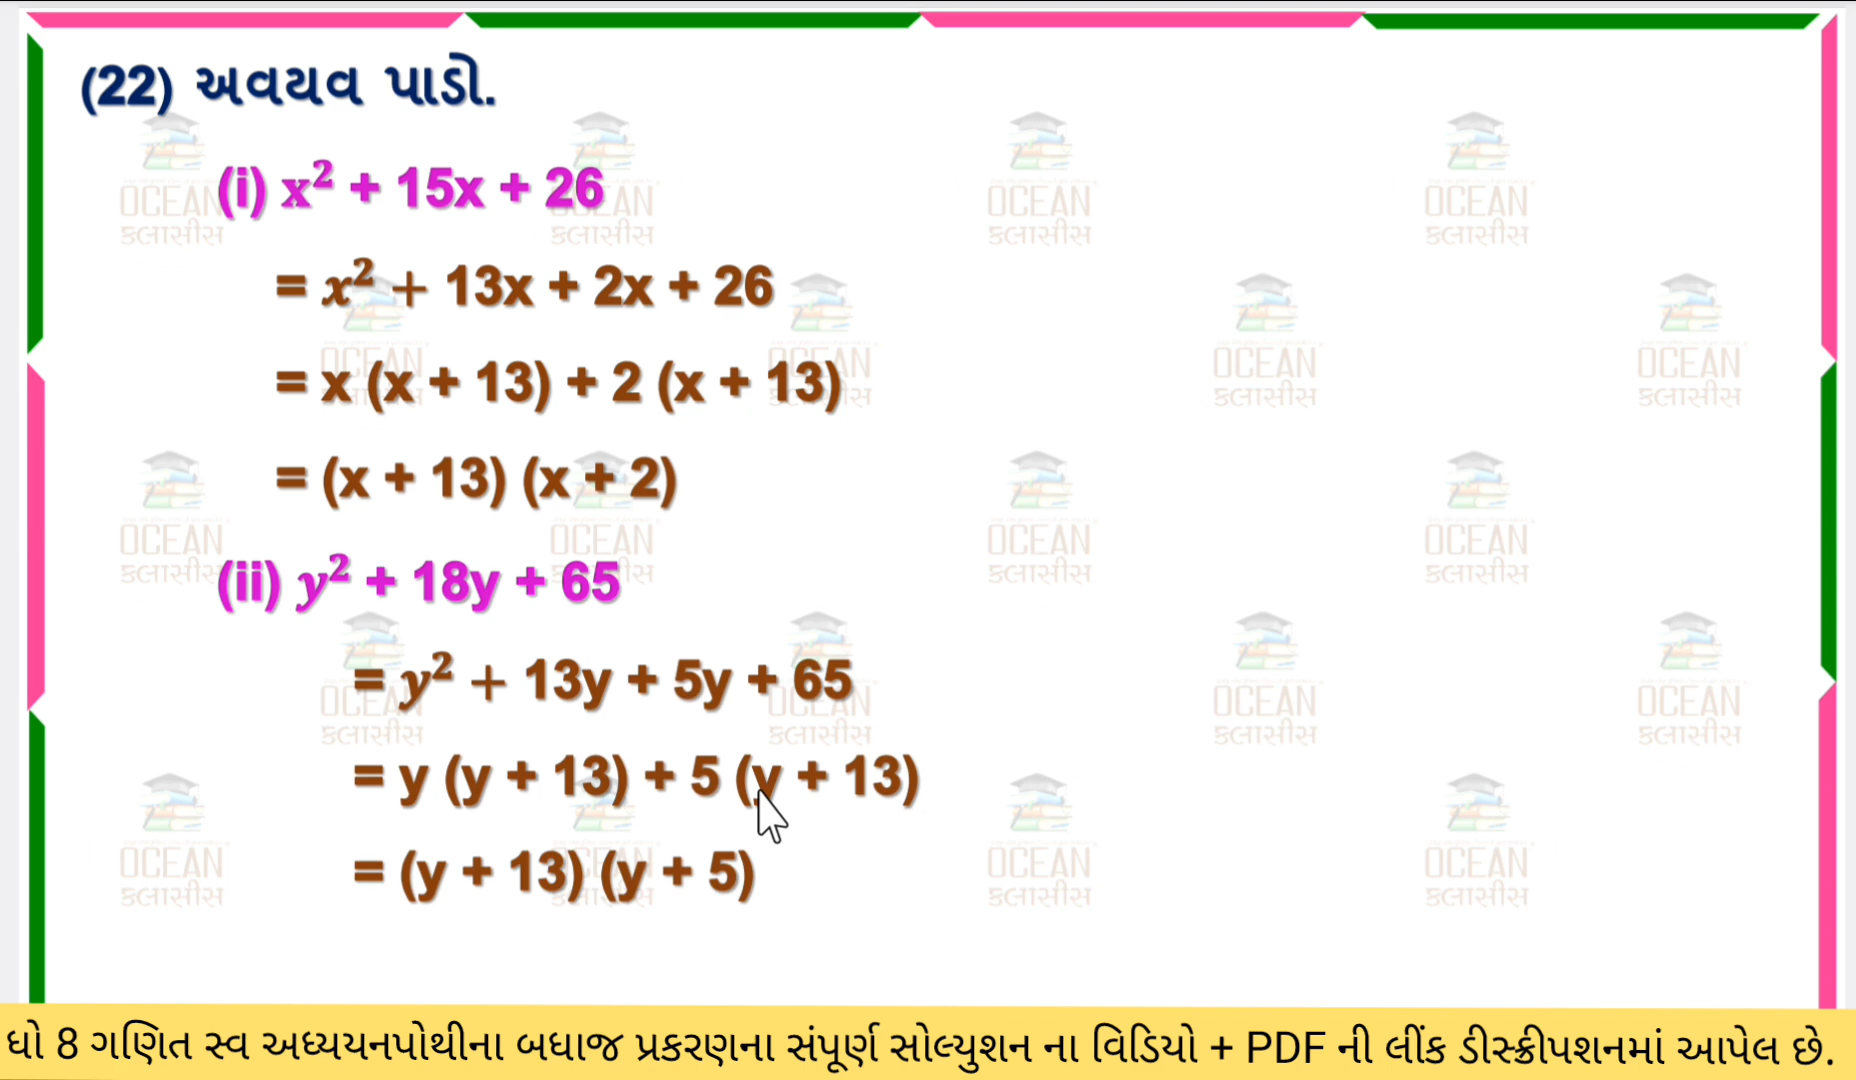 (22) અવયવ પાડો.
(i) x² + 15x + 26
= x² + 13x + 2x + 26
= x (x + 13) + 2 (x + 13)
= (x + 13) (x + 2)
(ii) y² + 18y + 65
= y² + 13y + 5y + 65
= y (y + 13) + 5 (y + 13)
= (y + 13) (y + 5)
OCEAN
ક્લાસીસ
ધો 8 ગણિત સ્વ અધ્યયનપોથીના બધાજ પ્રકરણના સંપૂર્ણ સોલ્યુશન ના વિડિયો + PDF ની લીંક ડીસ્ક્રીપશનમાં આપેલ છે.